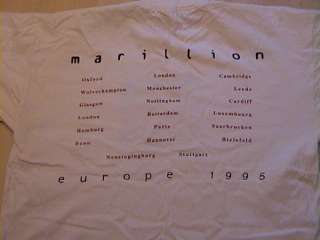 marillion
Oxford London Cambridge
Wolverhampton Manchester Leeds
Glasgow Nottingham Cardiff
London Rotterdam Luxembourg
Hamburg Paris Saarbrucken
Bonn Hannover Bielefeld
Stuttgart
europe 1995